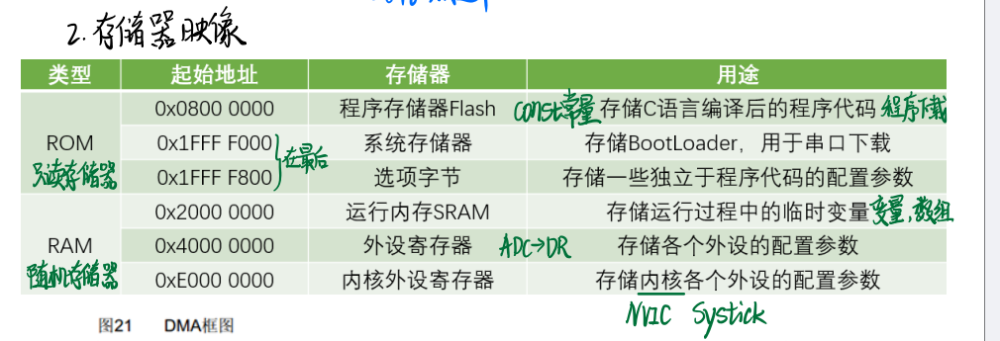 2.存储器映像
类型 起始地址 存储器 用途
ROM 只读存储器 0x0800 0000 程序存储器Flash const常量 存储C语言编译后的程序代码 程序下载
0x1FFF F000 系统存储器 存储BootLoader，用于串口下载
0x1FFF F800 在最后 选项字节 存储一些独立于程序代码的配置参数
RAM 随机存储器 0x2000 0000 运行内存SRAM 存储运行过程中的临时变量 变量,数组
0x4000 0000 外设寄存器 ADC→DR 存储各个外设的配置参数
0xE000 0000 内核外设寄存器 存储内核各个外设的配置参数
NVIC Systick
图21 DMA框图